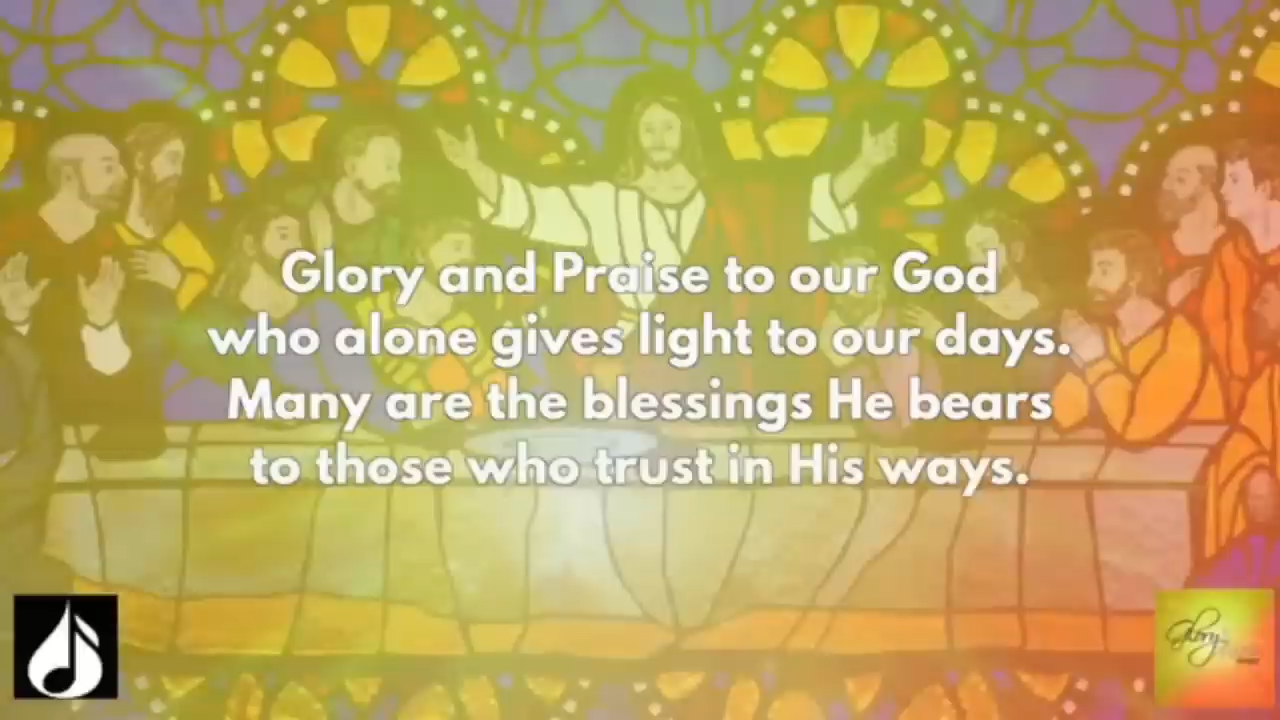 Glory and Praise to our God
who alone gives light to our days.
Many are the blessings He bears
to those who trust in His ways.
Glory